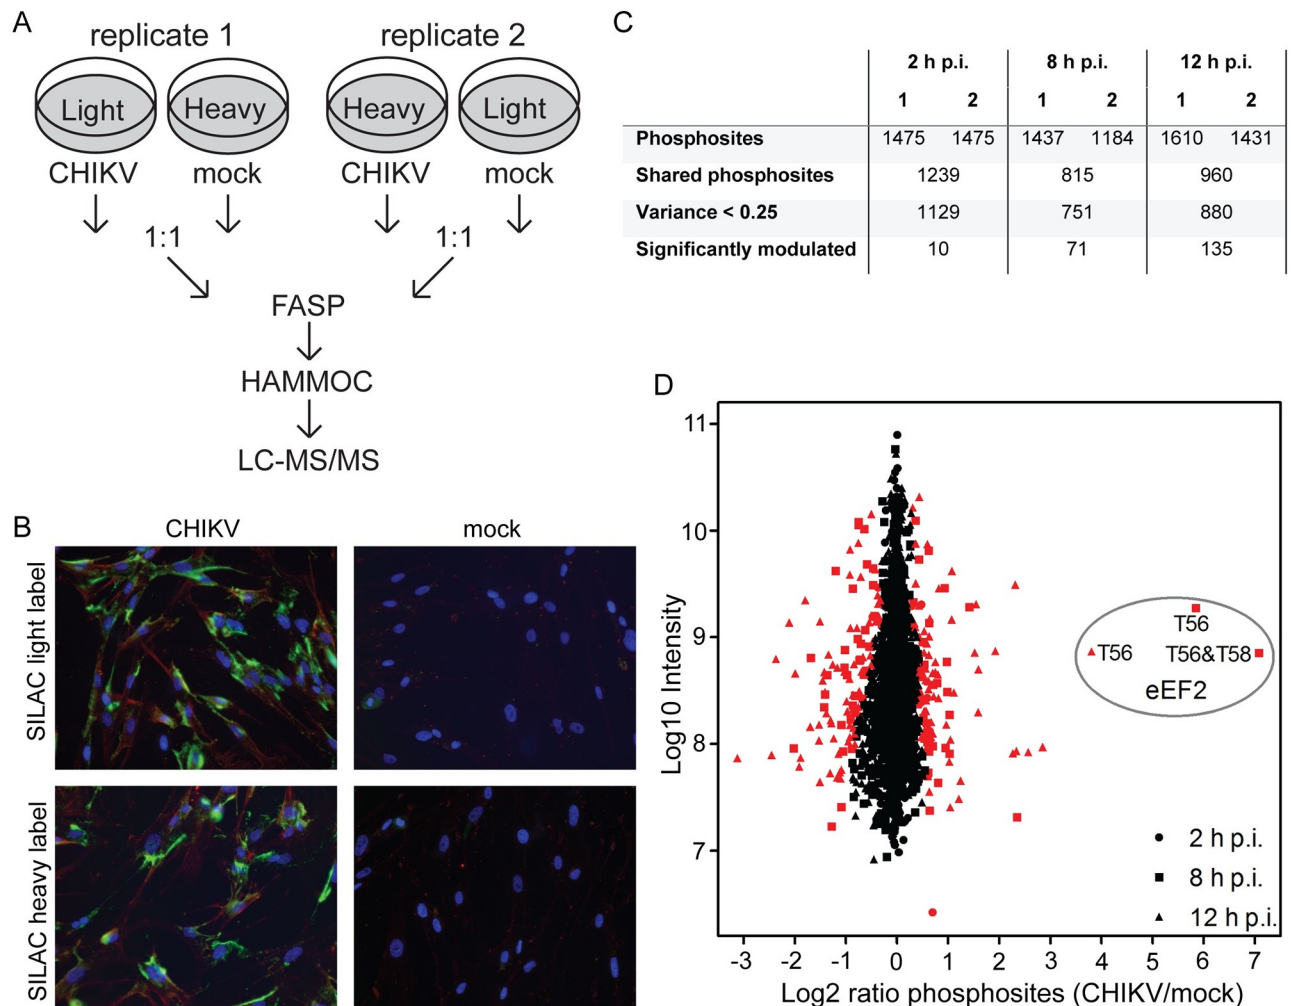 A
replicate 1 replicate 2
Light Heavy Heavy Light
CHIKV mock CHIKV mock
1:1 1:1
FASP
HAMMOC
LC-MS/MS
B
CHIKV mock
SILAC light label
SILAC heavy label
C
2 h p.i. 8 h p.i. 12 h p.i.
1 2 1 2 1 2
Phosphosites 1475 1475 1437 1184 1610 1431
Shared phosphosites 1239 815 960
Variance < 0.25 1129 751 880
Significantly modulated 10 71 135
D
Log10 Intensity
11
10
9
8
7
T56
T56 T56&T58
eEF2
2 h p.i.
8 h p.i.
12 h p.i.
-3 -2 -1 0 1 2 3 4 5 6 7
Log2 ratio phosphosites (CHIKV/mock)